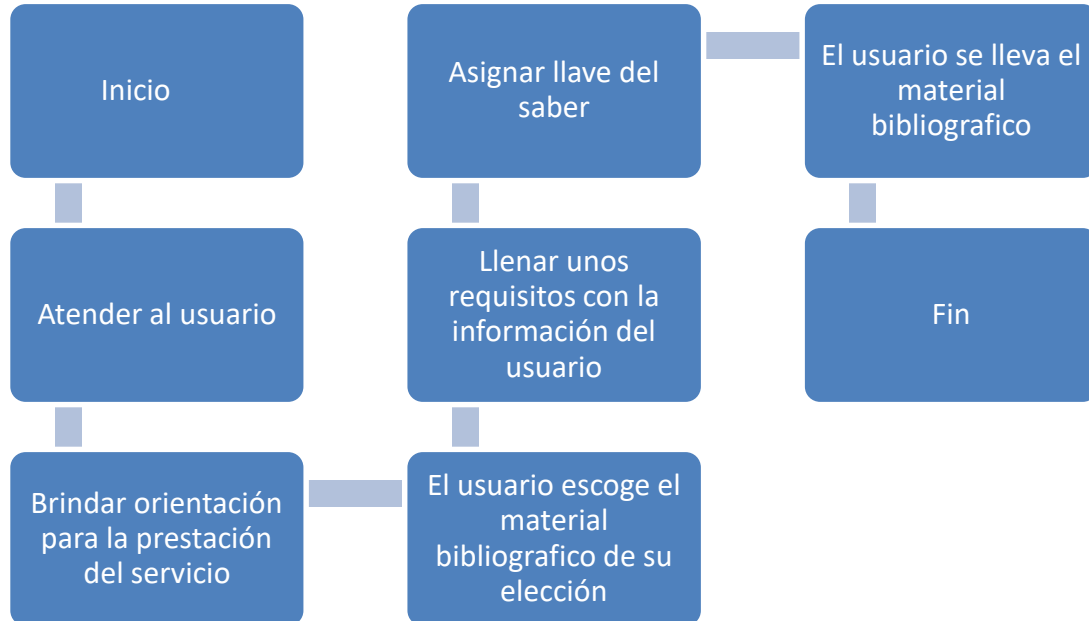 Inicio
Atender al usuario
Brindar orientación
para la prestación
del servicio
El usuario escoge el
material
bibliografico de su
elección
Llenar unos
requisitos con la
información del
usuario
Asignar llave del
saber
El usuario se lleva el
material
bibliografico
Fin